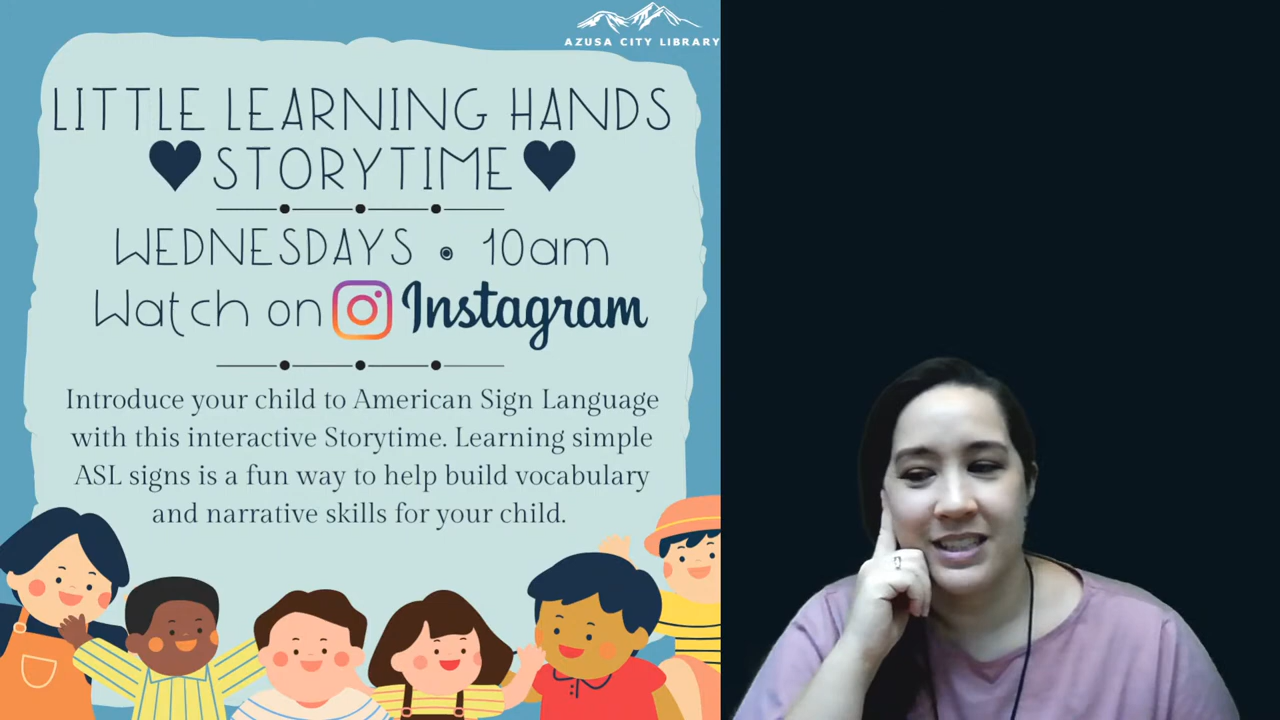 AZUSA CITY LIBRARY
LITTLE LEARNING HANDS
STORYTIME
WEDNESDAYS • 10am
Watch on Instagram
Introduce your child to American Sign Language
with this interactive Storytime. Learning simple
ASL signs is a fun way to help build vocabulary
and narrative skills for your child.